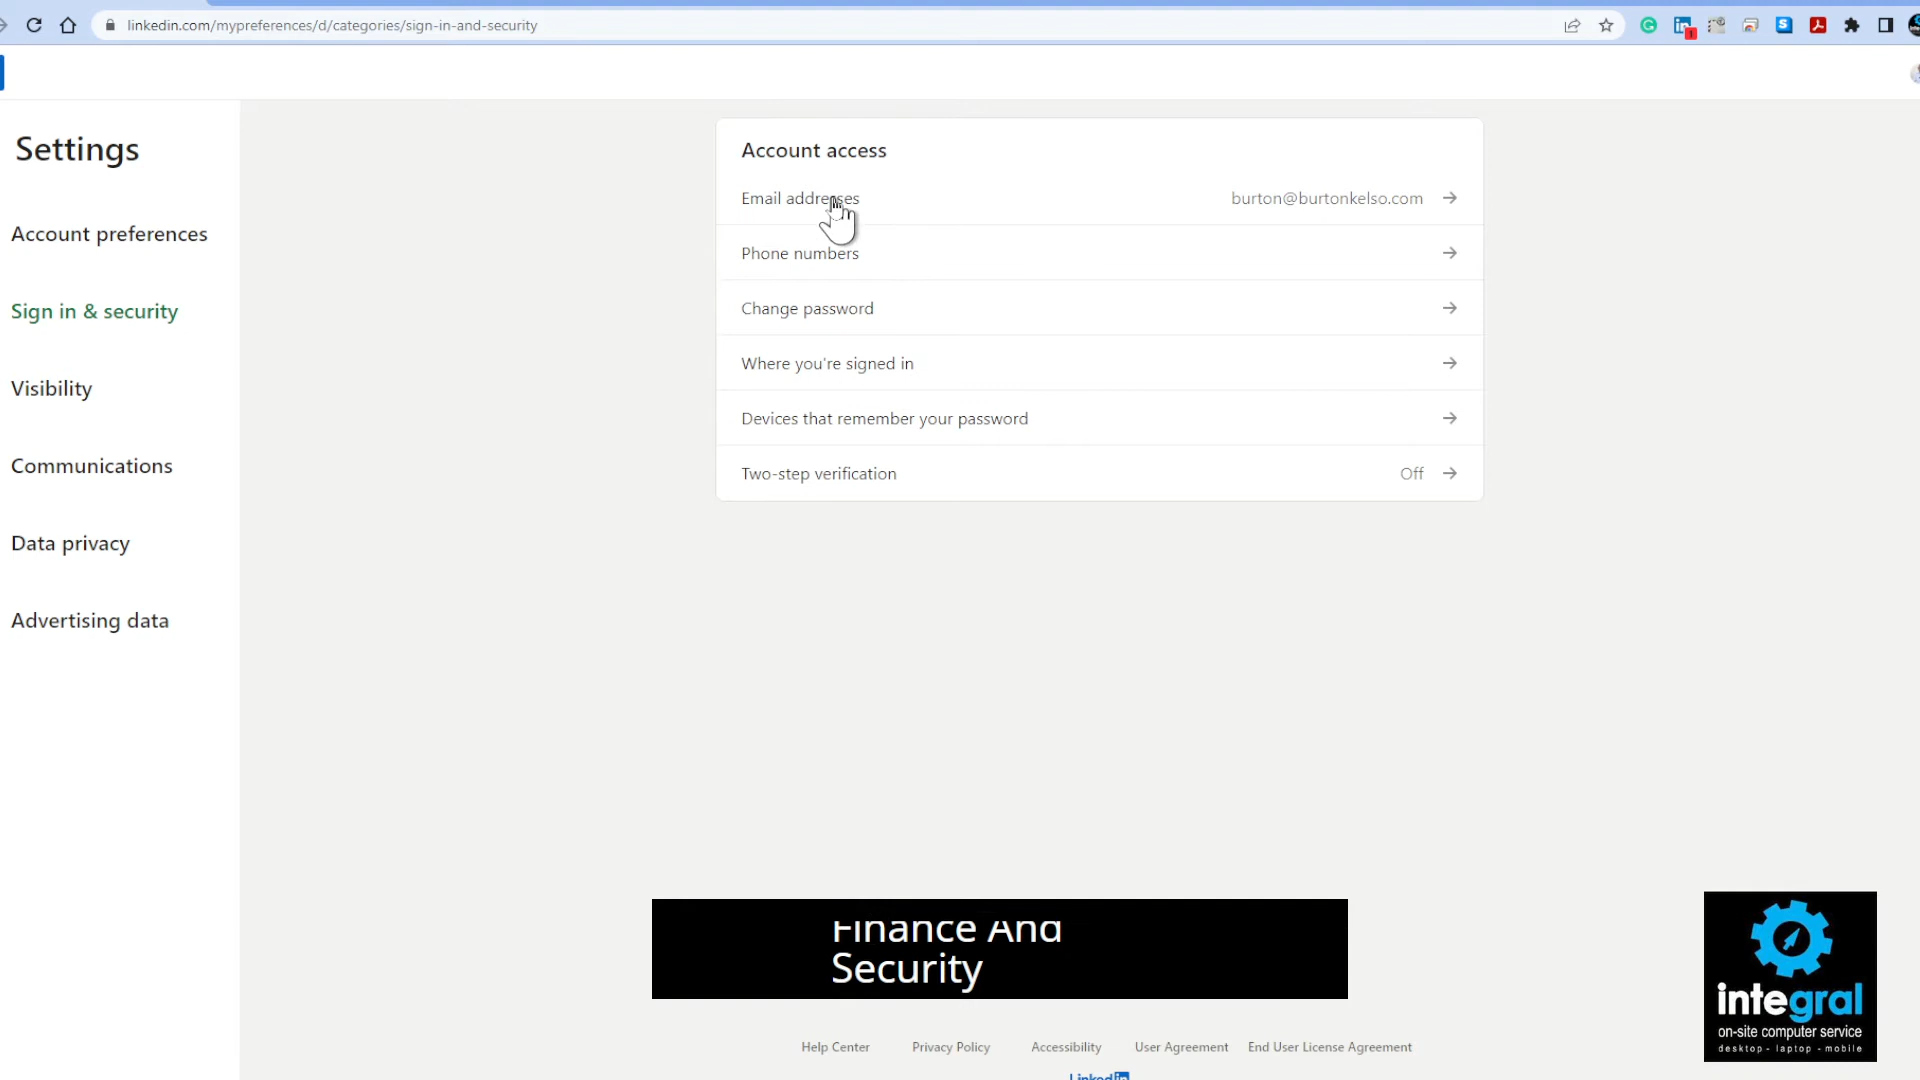 linkedin.com/mypreferences/d/categories/sign-in-and-security
Settings
Account preferences
Sign in & security
Visibility
Communications
Data privacy
Advertising data
Account access
Email addresses burton@burtonkelso.com
Phone numbers
Change password
Where you're signed in
Devices that remember your password
Two-step verification Off
Finance And
Security
integral
on-site computer service
desktop - laptop - mobile
Help Center Privacy Policy Accessibility User Agreement End User License Agreement
LinkedIn